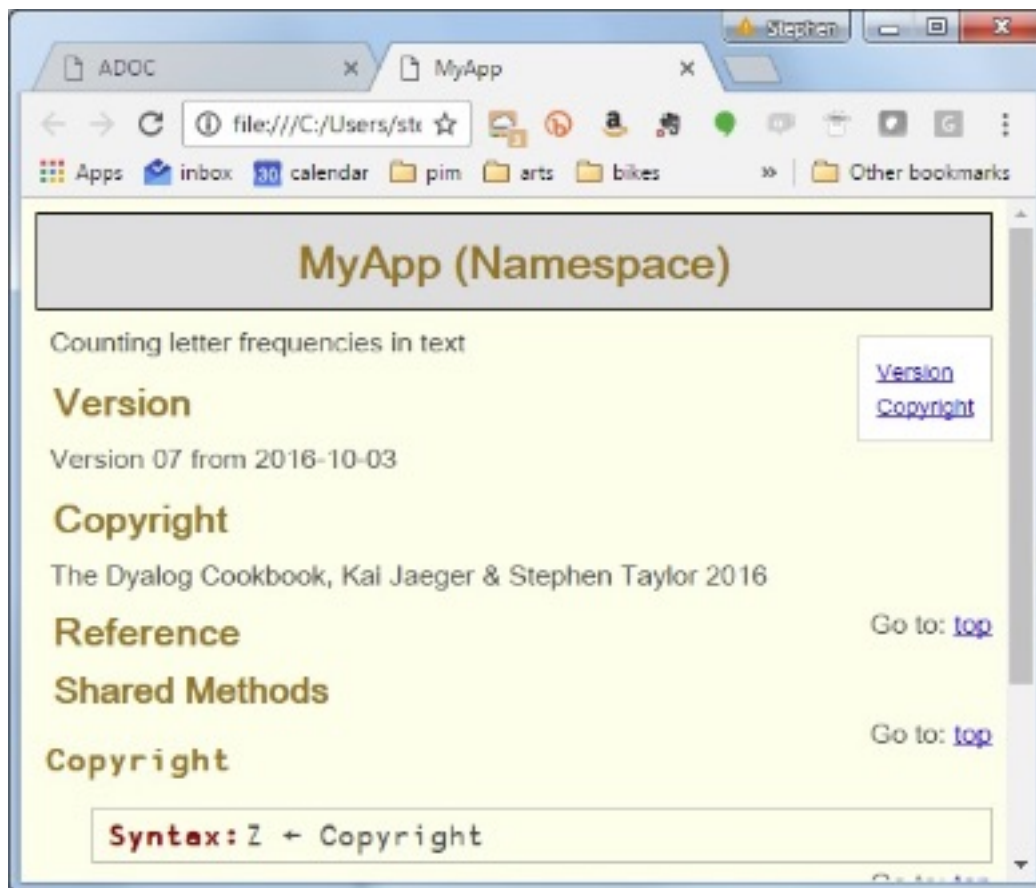 Stephen
ADOC
MyApp
file:///C:/Users/ste
Apps inbox 30 calendar pim arts bikes » Other bookmarks
MyApp (Namespace)
Counting letter frequencies in text
Version
Copyright
Version
Version 07 from 2016-10-03
Copyright
The Dyalog Cookbook, Kai Jaeger & Stephen Taylor 2016
Go to: top
Reference
Shared Methods
Go to: top
Copyright
Syntax: Z ← Copyright